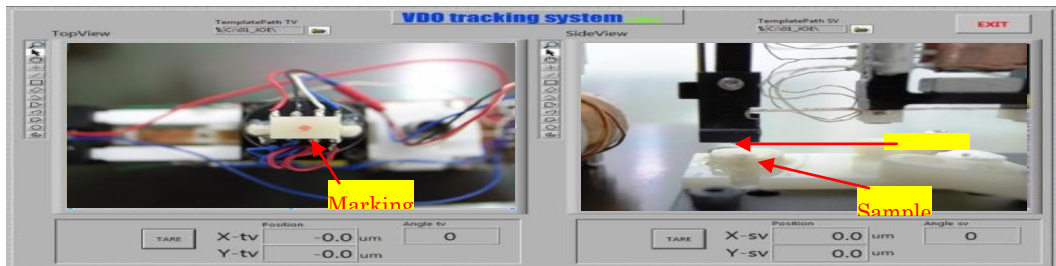 VDO tracking system
TemplatePath TV
TemplatePath SV
EXIT
TopView
SideView
Marking
Sample
Position
Angle tv
TARE
X-tv
-0.0 um
0
Y-tv
-0.0 um
Position
Angle sv
TARE
X-sv
0.0 um
0
Y-sv
0.0 um